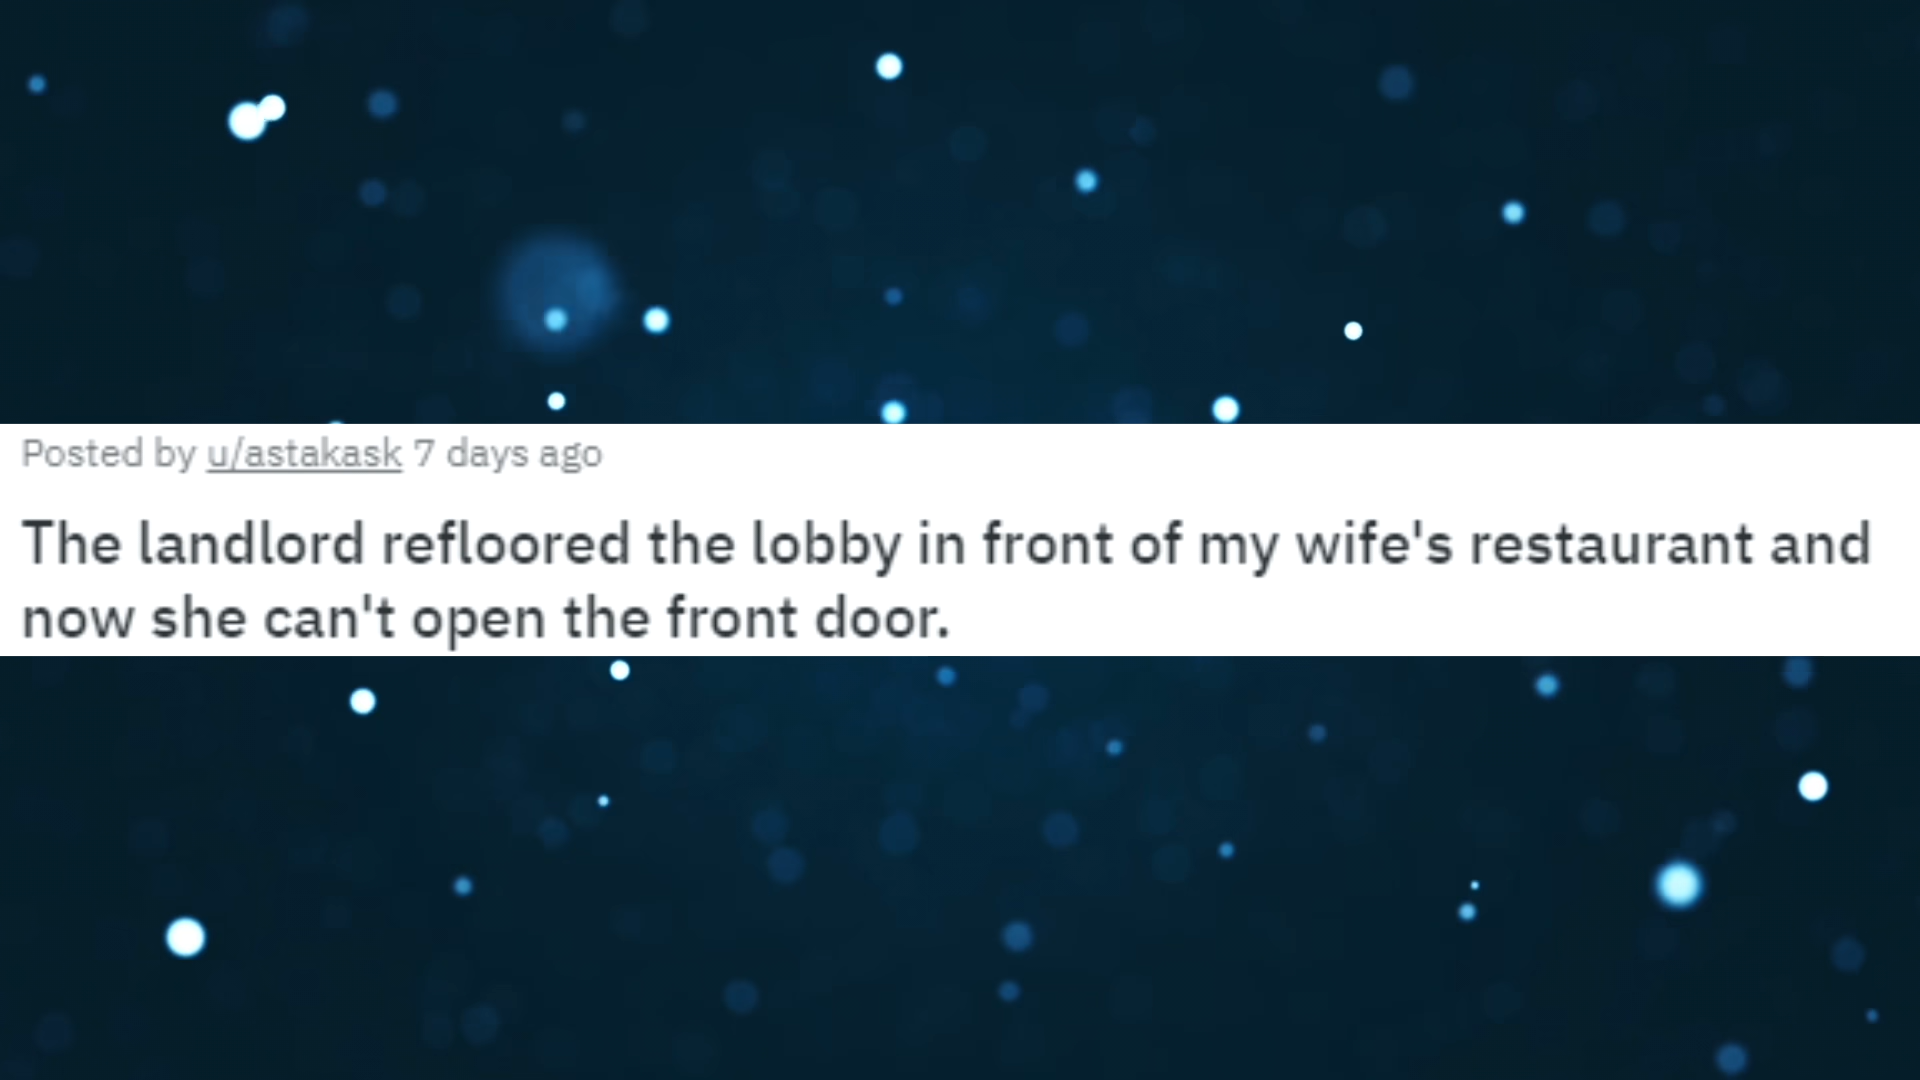 Posted by u/astakask 7 days ago
The landlord refloored the lobby in front of my wife's restaurant and
now she can't open the front door.